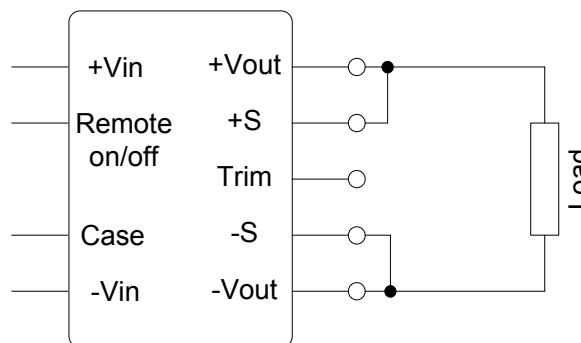 +Vin
+Vout
Remote
on/off
+S
Trim
Case
-S
-Vin
-Vout
Load